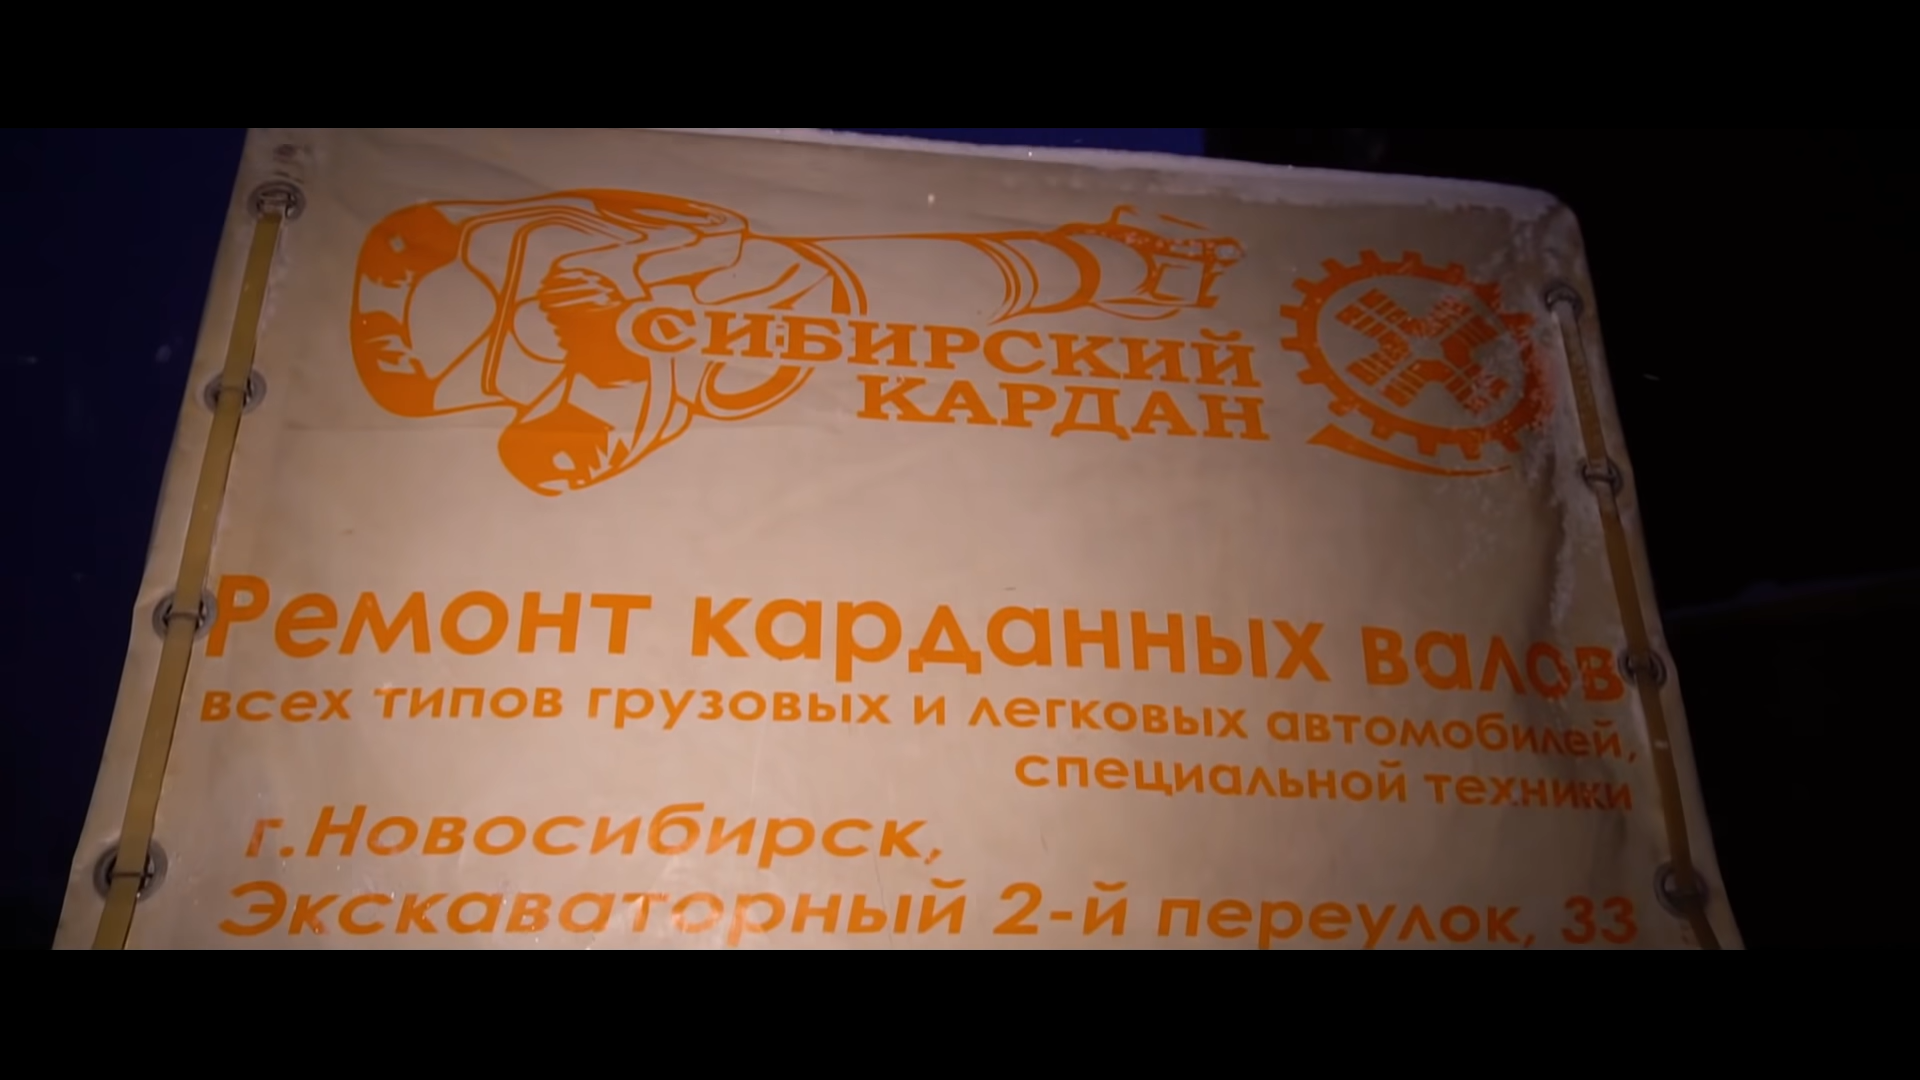 СИБИРСКИЙ
КАРДАН
Ремонт карданных валов
всех типов грузовых и легковых автомобилей,
специальной техники
г.Новосибирск,
Экскаваторный 2-й переулок, 33